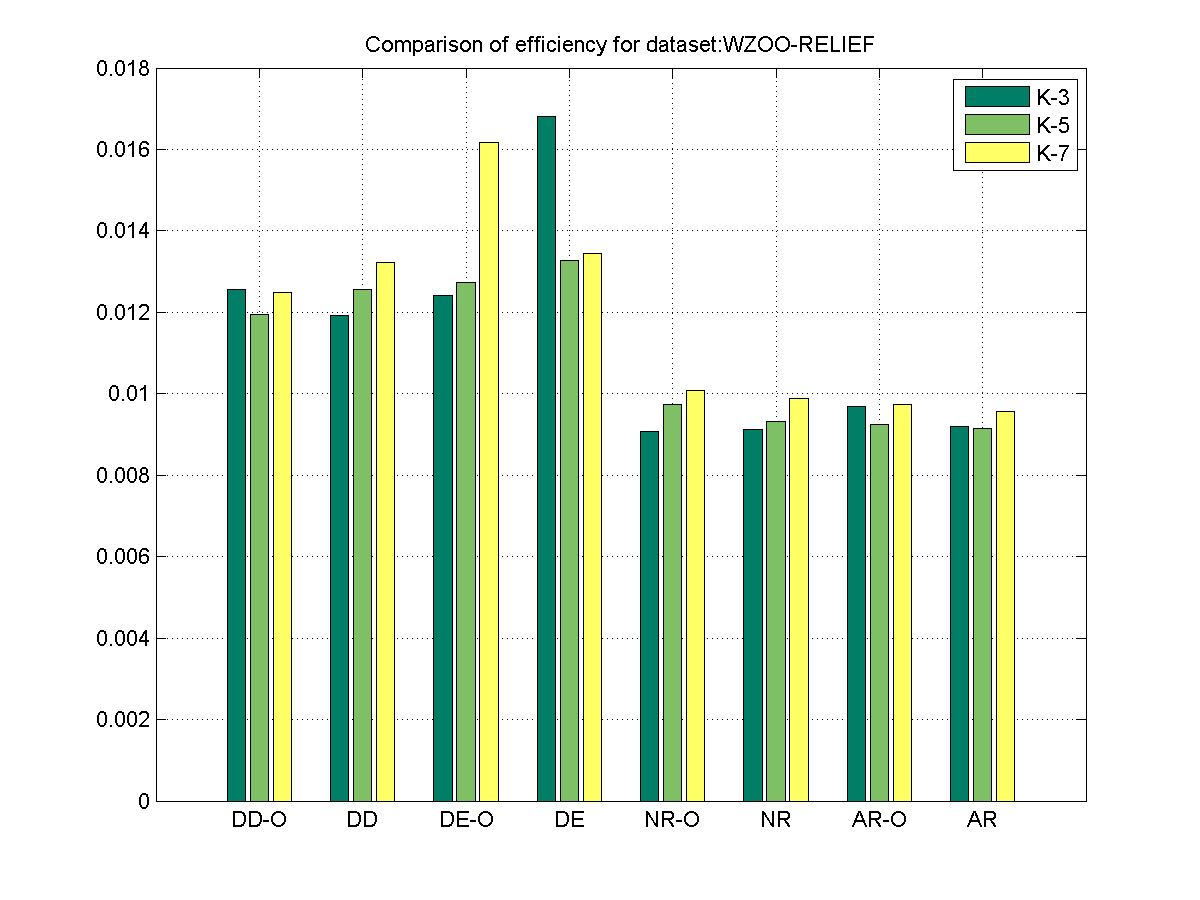 Comparison of efficiency for dataset:WZOO-RELIEF
0.018
0.016
0.014
0.012
0.01
0.008
0.006
0.004
0.002
0
K-3
K-5
K-7
DD-O DD DE-O DE NR-O NR AR-O AR